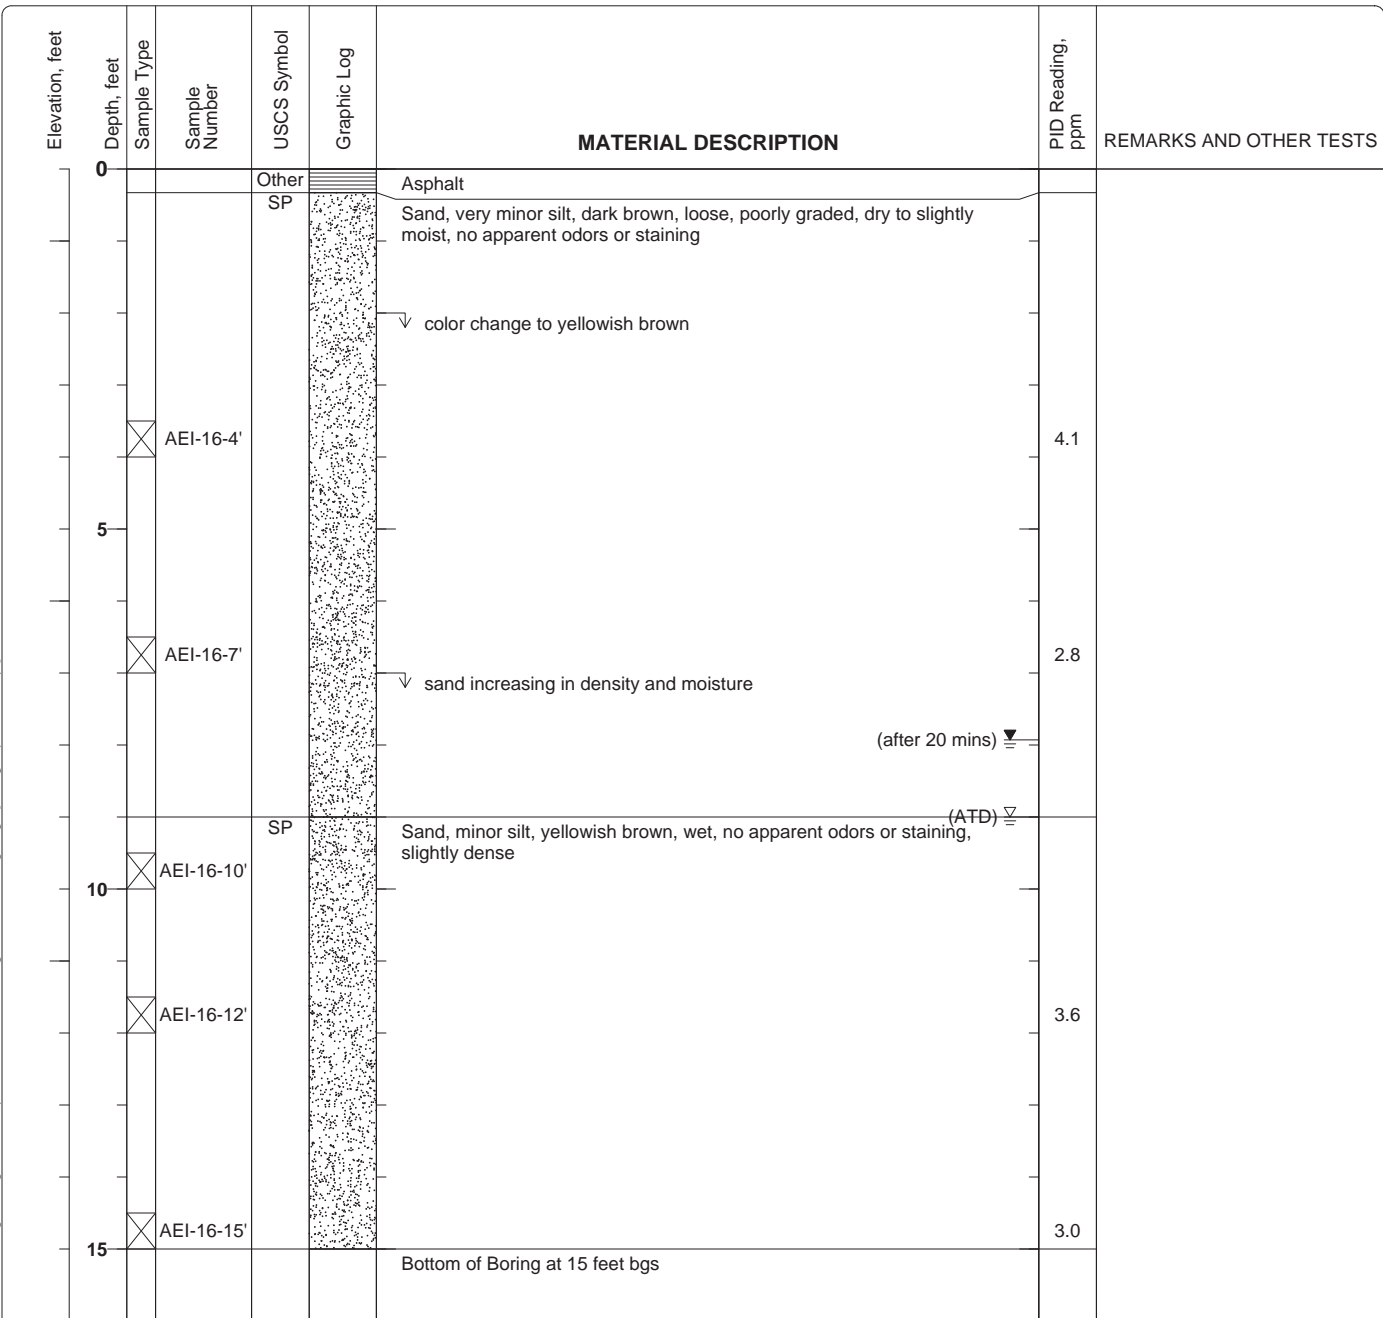 Elevation, feet
Depth, feet
Sample Type
Sample
Number
USCS Symbol
Graphic Log
MATERIAL DESCRIPTION
PID Reading,
ppm
REMARKS AND OTHER TESTS
0
Other
Asphalt
SP
Sand, very minor silt, dark brown, loose, poorly graded, dry to slightly
moist, no apparent odors or staining
color change to yellowish brown
AEI-16-4'
4.1
5
AEI-16-7'
2.8
sand increasing in density and moisture
(after 20 mins)
(ATD)
SP
Sand, minor silt, yellowish brown, wet, no apparent odors or staining,
slightly dense
AEI-16-10'
10
AEI-16-12'
3.6
AEI-16-15'
3.0
15
Bottom of Boring at 15 feet bgs